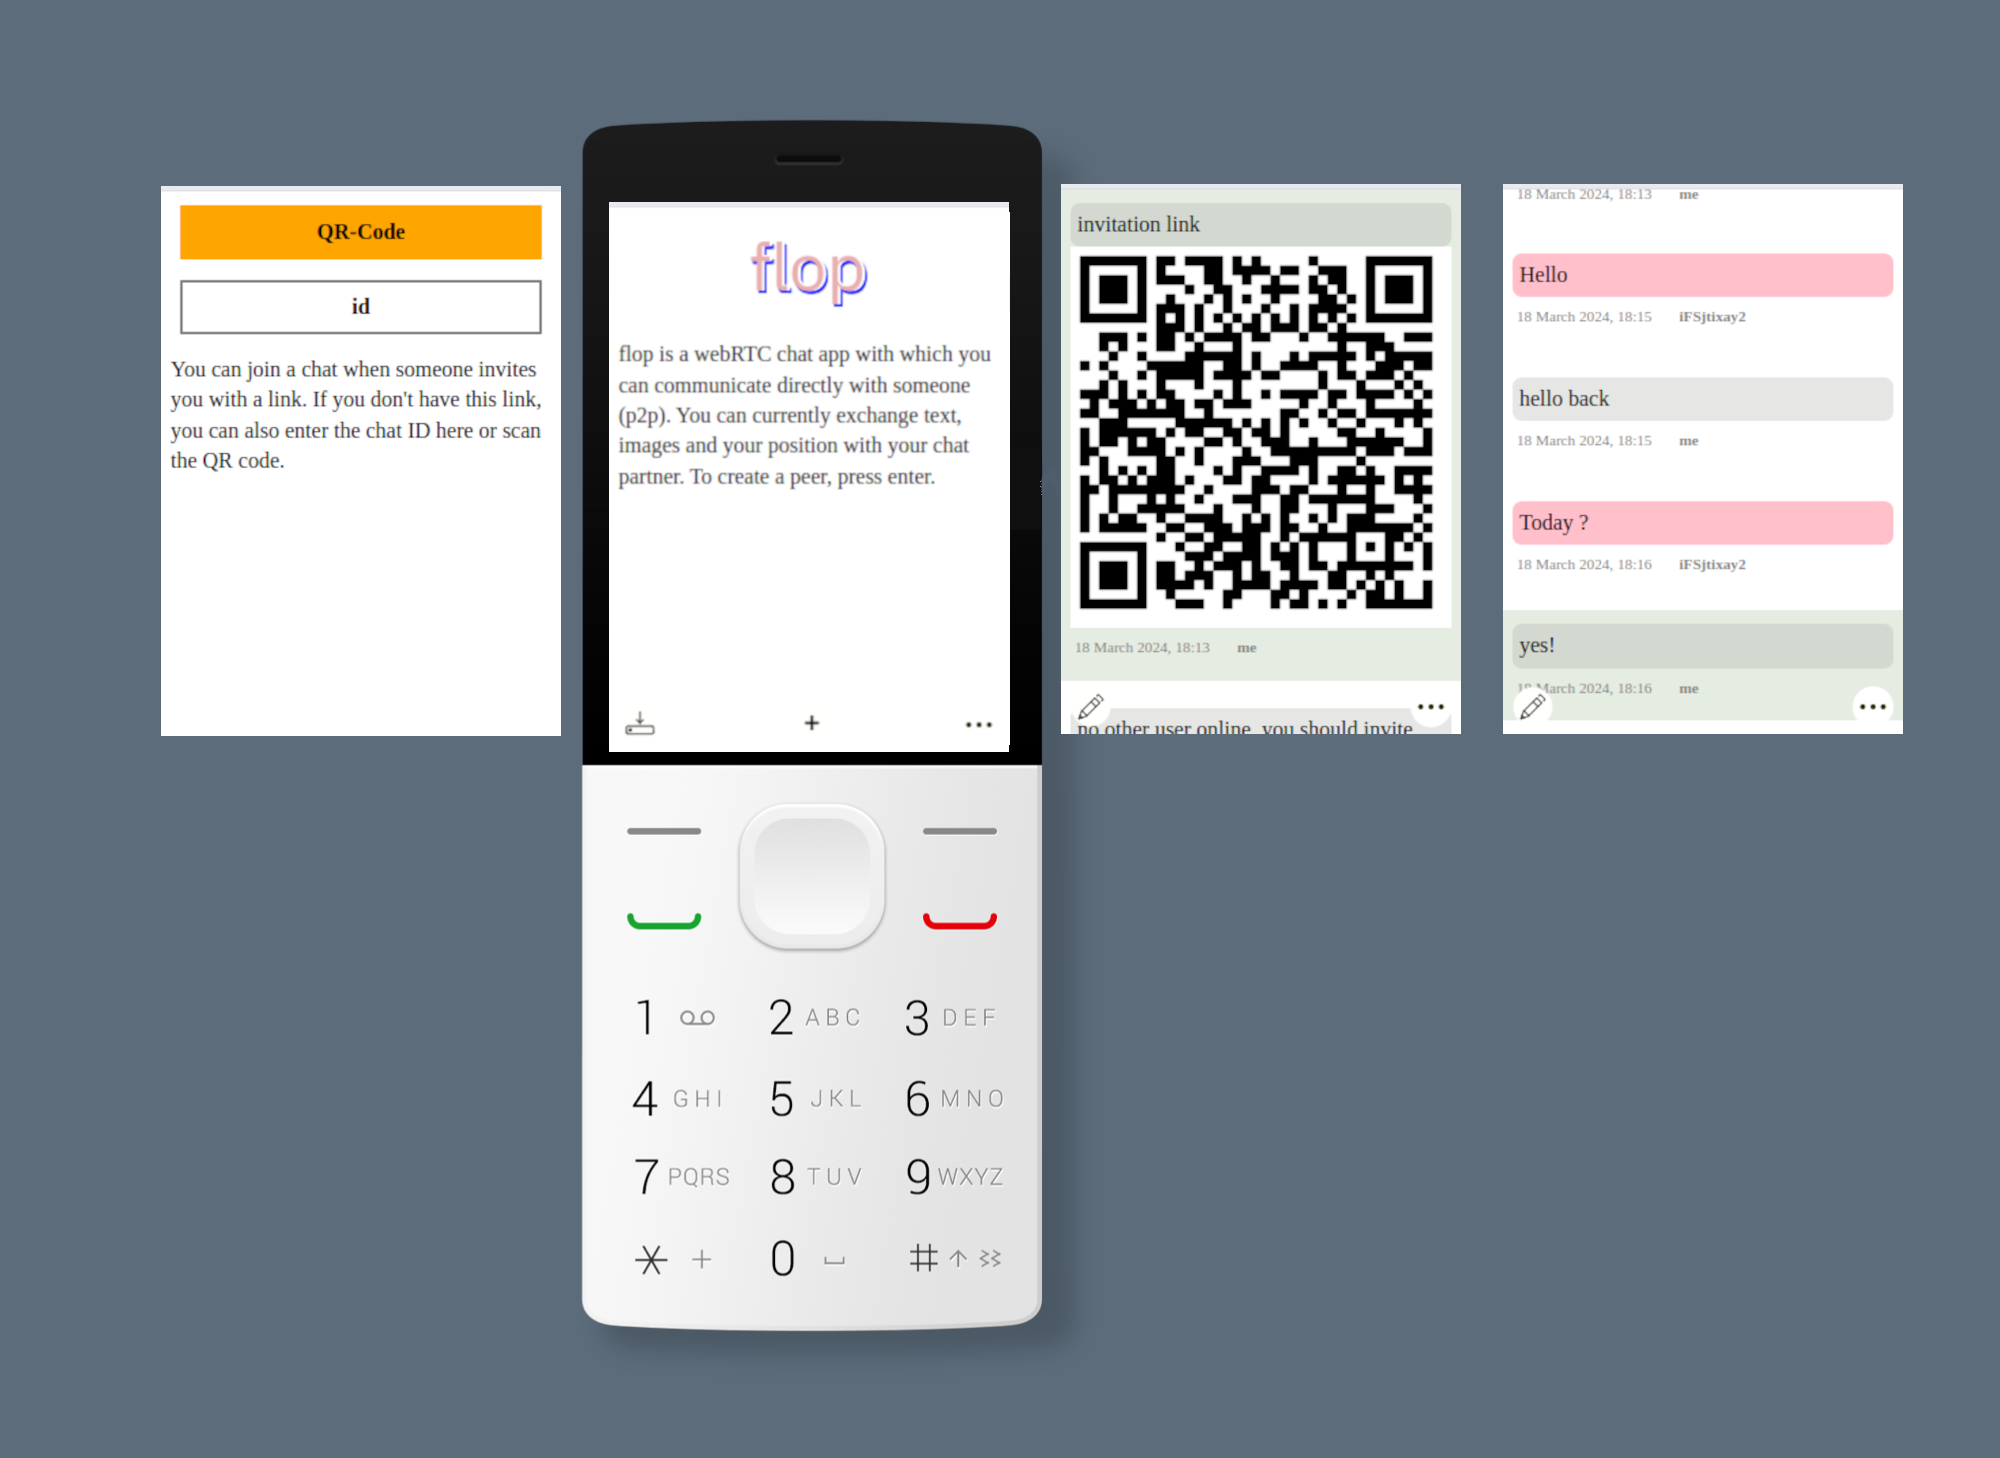 QR-Code
id
You can join a chat when someone invites
you with a link. If you don't have this link,
you can also enter the chat ID here or scan
the QR code.
flop
flop is a webRTC chat app with which you
can communicate directly with someone
(p2p). You can currently exchange text,
images and your position with your chat
partner. To create a peer, press enter.
+
...
1
2 ABC
3 DEF
4 GHI
5 JKL
6 MNO
7 PQRS
8 TUV
9 WXYZ
* +
0
#
invitation link
18 March 2024, 18:13 me
no other user online, you should invite
...
18 March 2024, 18:13 me
Hello
18 March 2024, 18:15 iFSjtixay2
hello back
18 March 2024, 18:15 me
Today ?
18 March 2024, 18:16 iFSjtixay2
yes!
18 March 2024, 18:16 me
...